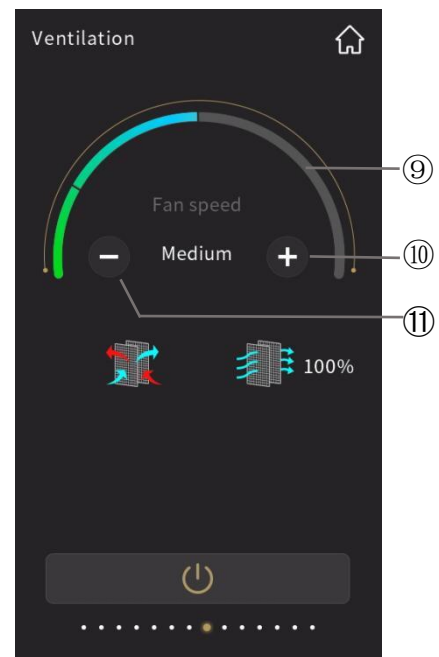 Ventilation
⑨
Fan speed
Medium
⑩
⑪
100%